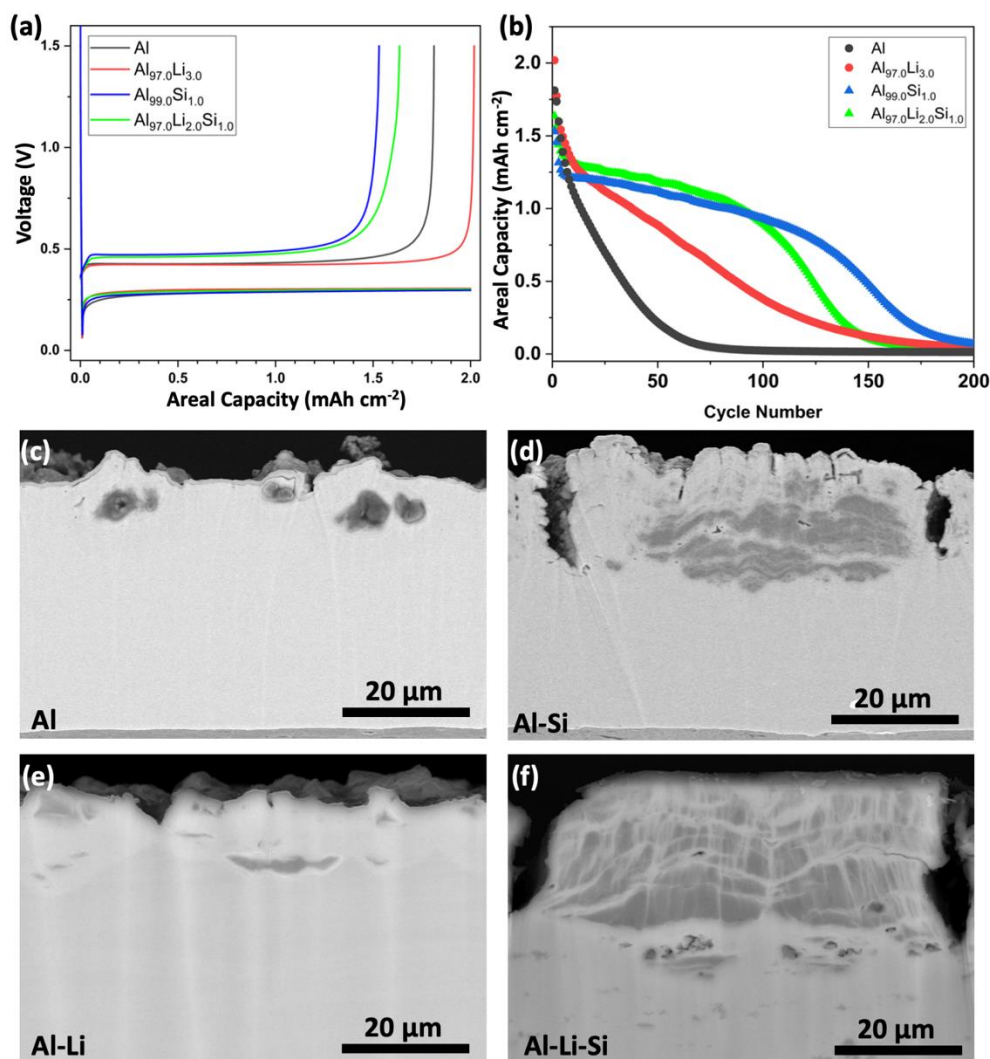 (a)
Al
Al97.0Li3.0
Al99.0Si1.0
Al97.0Li2.0Si1.0
Voltage (V)
1.5
1.0
0.5
0.0
0.0 0.5 1.0 1.5 2.0
Areal Capacity (mAh cm-2)
(b)
Al
Al97.0Li3.0
Al99.0Si1.0
Al97.0Li2.0Si1.0
Areal Capacity (mAh cm-2)
2.0
1.5
1.0
0.5
0.0
0 50 100 150 200
Cycle Number
(c)
20 µm
Al
(d)
20 µm
Al-Si
(e)
20 µm
Al-Li
(f)
20 µm
Al-Li-Si